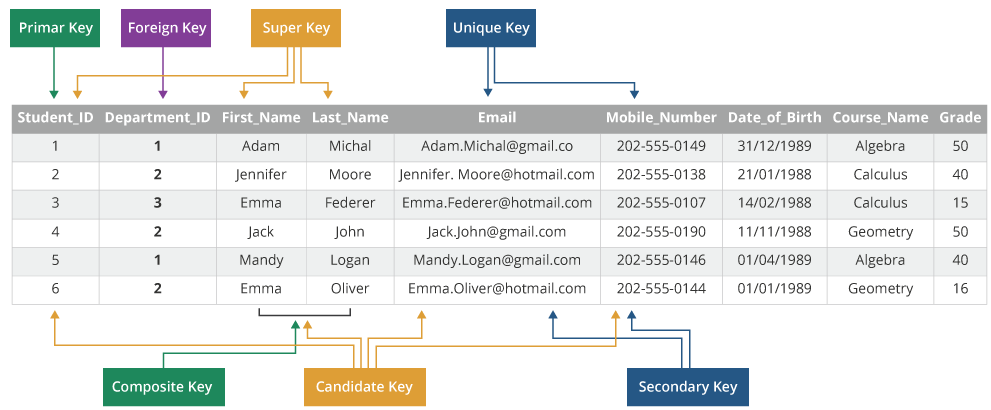 Primar Key Foreign Key Super Key Unique Key
Student_ID Department_ID First_Name Last_Name Email Mobile_Number Date_of_Birth Course_Name Grade
1 1 Adam Michal Adam.Michal@gmail.co 202-555-0149 31/12/1989 Algebra 50
2 2 Jennifer Moore Jennifer. Moore@hotmail.com 202-555-0138 21/01/1988 Calculus 40
3 3 Emma Federer Emma.Federer@hotmail.com 202-555-0107 14/02/1988 Calculus 15
4 2 Jack John Jack.John@gmail.com 202-555-0190 11/11/1988 Geometry 50
5 1 Mandy Logan Mandy.Logan@gmail.com 202-555-0146 01/04/1989 Algebra 40
6 2 Emma Oliver Emma.Oliver@hotmail.com 202-555-0144 01/01/1989 Geometry 16
Composite Key Candidate Key Secondary Key